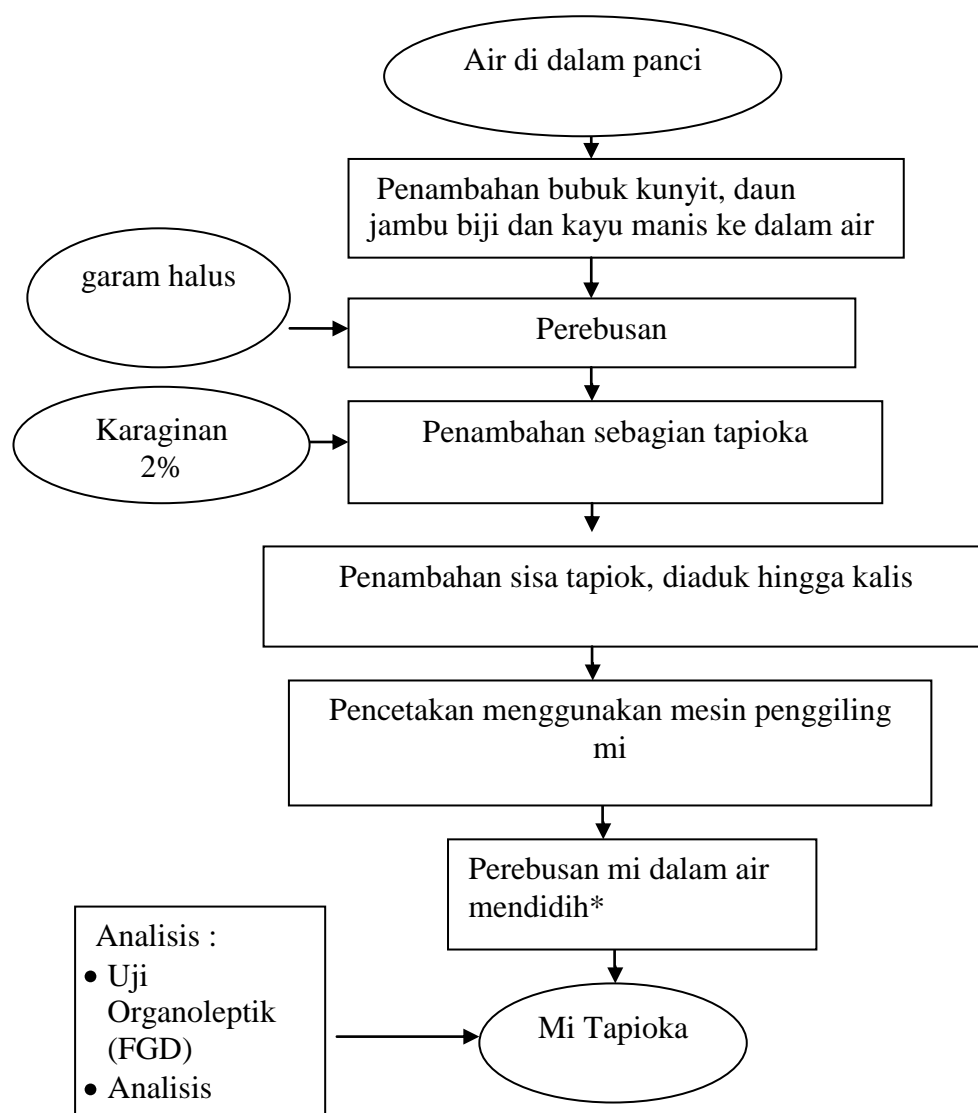 Air di dalam panci
Penambahan bubuk kunyit, daun
jambu biji dan kayu manis ke dalam air
garam halus
Perebusan
Karaginan
2%
Penambahan sebagian tapioka
Penambahan sisa tapiok, diaduk hingga kalis
Pencetakan menggunakan mesin penggiling
mi
Perebusan mi dalam air
mendidih*
Analisis :
• Uji
Organoleptik
(FGD)
• Analisis
Mi Tapioka